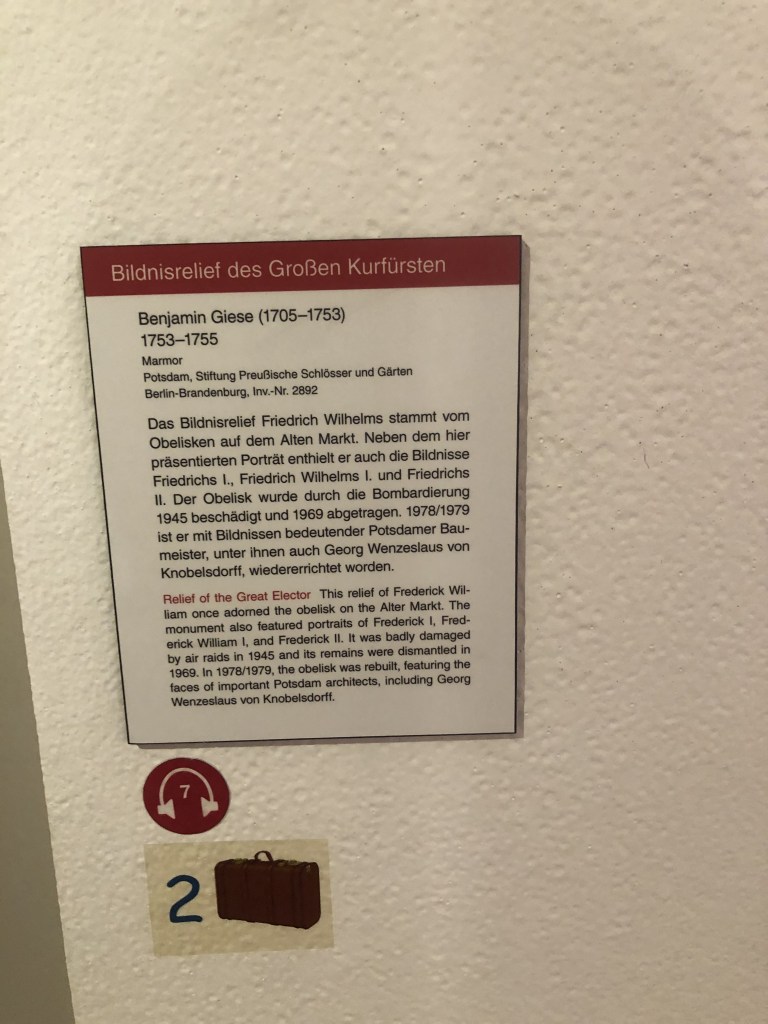 Bildnisrelief des Großen Kurfürsten
Benjamin Giese (1705–1753)
1753–1755
Marmor
Potsdam, Stiftung Preußische Schlösser und Gärten
Berlin-Brandenburg, Inv.-Nr. 2892
Das Bildnisrelief Friedrich Wilhelms stammt vom
Obelisken auf dem Alten Markt. Neben dem hier
präsentierten Porträt enthielt er auch die Bildnisse
Friedrichs I., Friedrich Wilhelms I. und Friedrichs
II. Der Obelisk wurde durch die Bombardierung
1945 beschädigt und 1969 abgetragen. 1978/1979
ist er mit Bildnissen bedeutender Potsdamer Bau-
meister, unter ihnen auch Georg Wenzeslaus von
Knobelsdorff, wiedererrichtet worden.
Relief of the Great Elector This relief of Frederick Wil-
liam once adorned the obelisk on the Alter Markt. The
monument also featured portraits of Frederick I, Fred-
erick William I, and Frederick II. It was badly damaged
by air raids in 1945 and its remains were dismantled in
1969. In 1978/1979, the obelisk was rebuilt, featuring the
faces of important Potsdam architects, including Georg
Wenzeslaus von Knobelsdorff.
7
2